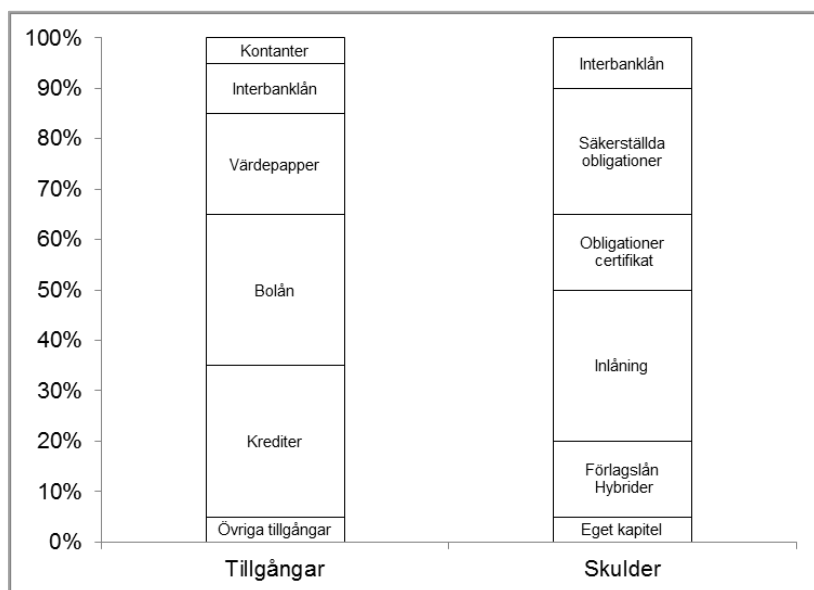 100%
90%
80%
70%
60%
50%
40%
30%
20%
10%
0%
Kontanter
Interbanklån
Värdepapper
Bolån
Krediter
Övriga tillgångar
Interbanklån
Säkerställda
obligationer
Obligationer
certifikat
Inlåning
Förlagslån
Hybrider
Eget kapitel
Tillgångar
Skulder